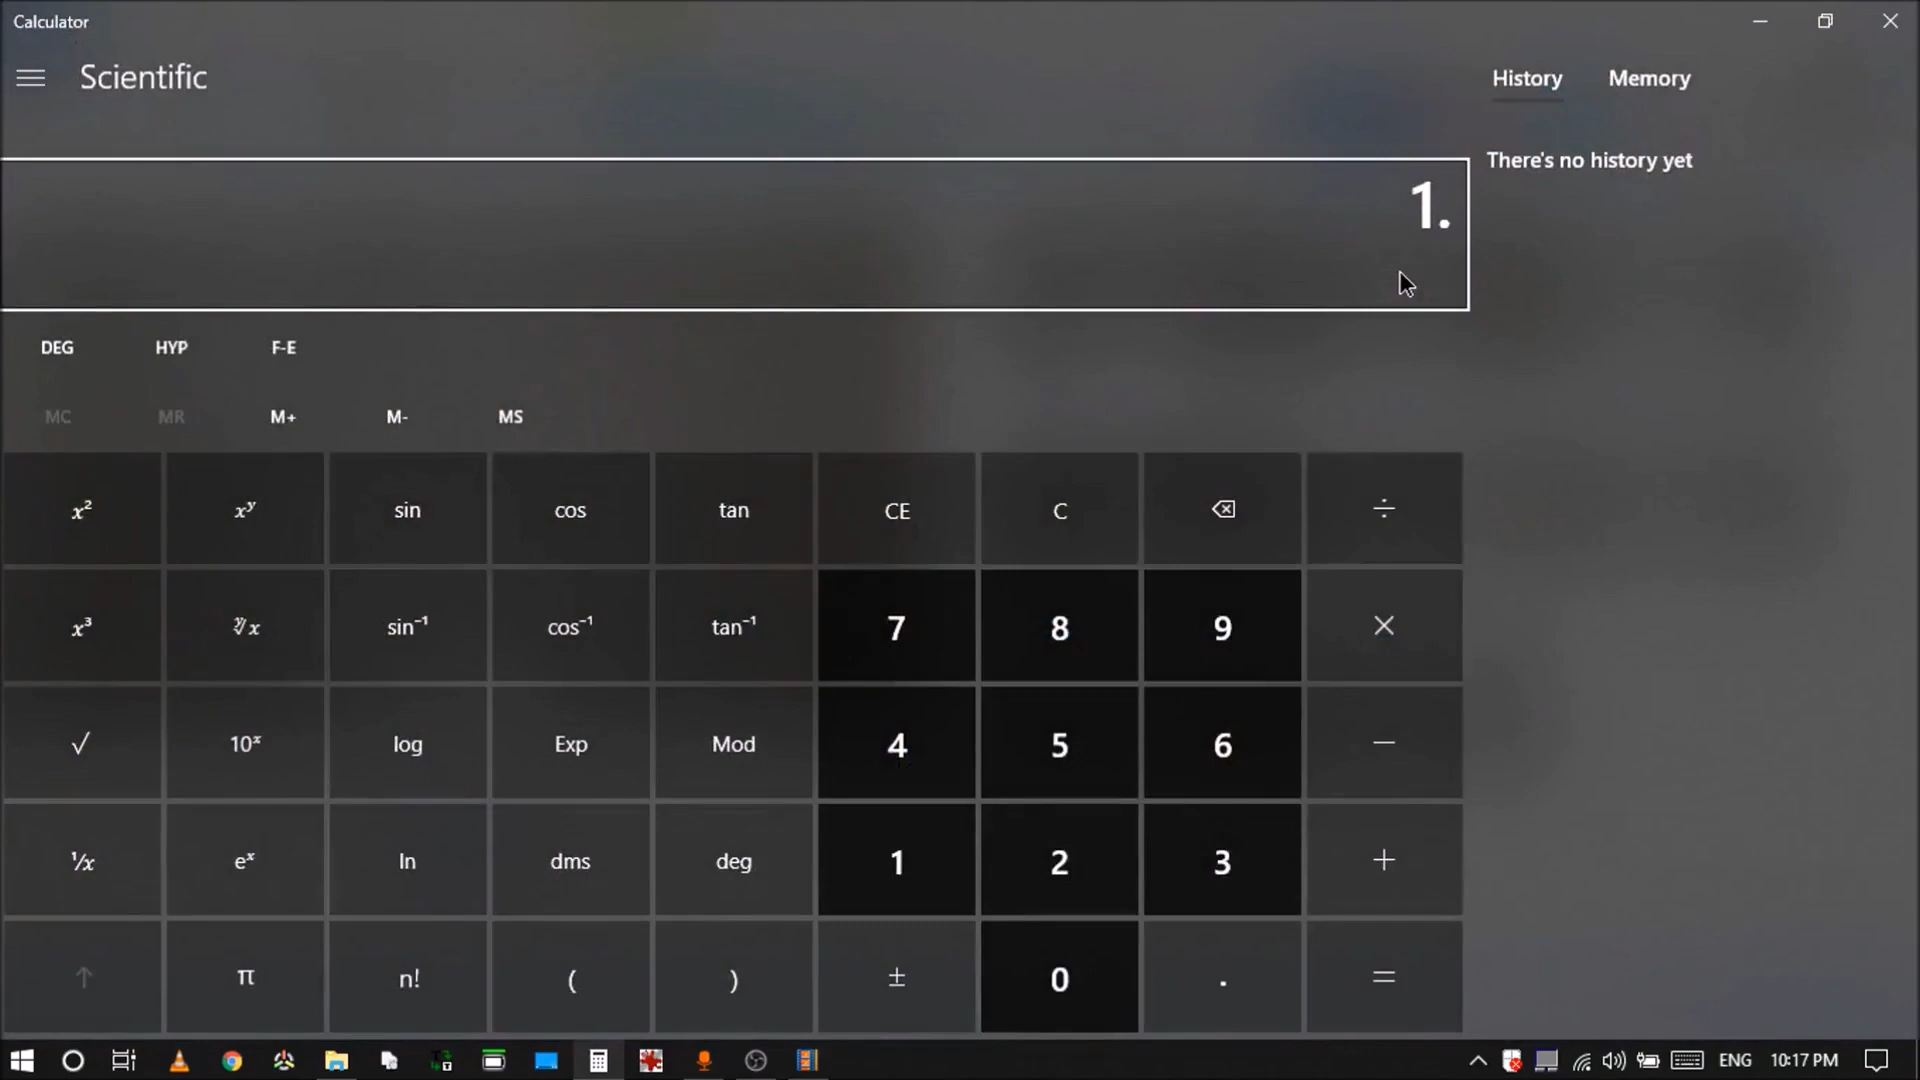 Calculator
Scientific
History Memory
There's no history yet
1.
DEG HYP F-E
MC MR M+ M- MS
x² xʸ sin cos tan CE C ÷
x³ ʸ√x sin⁻¹ cos⁻¹ tan⁻¹ 7 8 9 ×
√ 10ˣ log Exp Mod 4 5 6 −
¹/x eˣ ln dms deg 1 2 3 +
↑ π n! ( ) ± 0 . =
ENG 10:17 PM